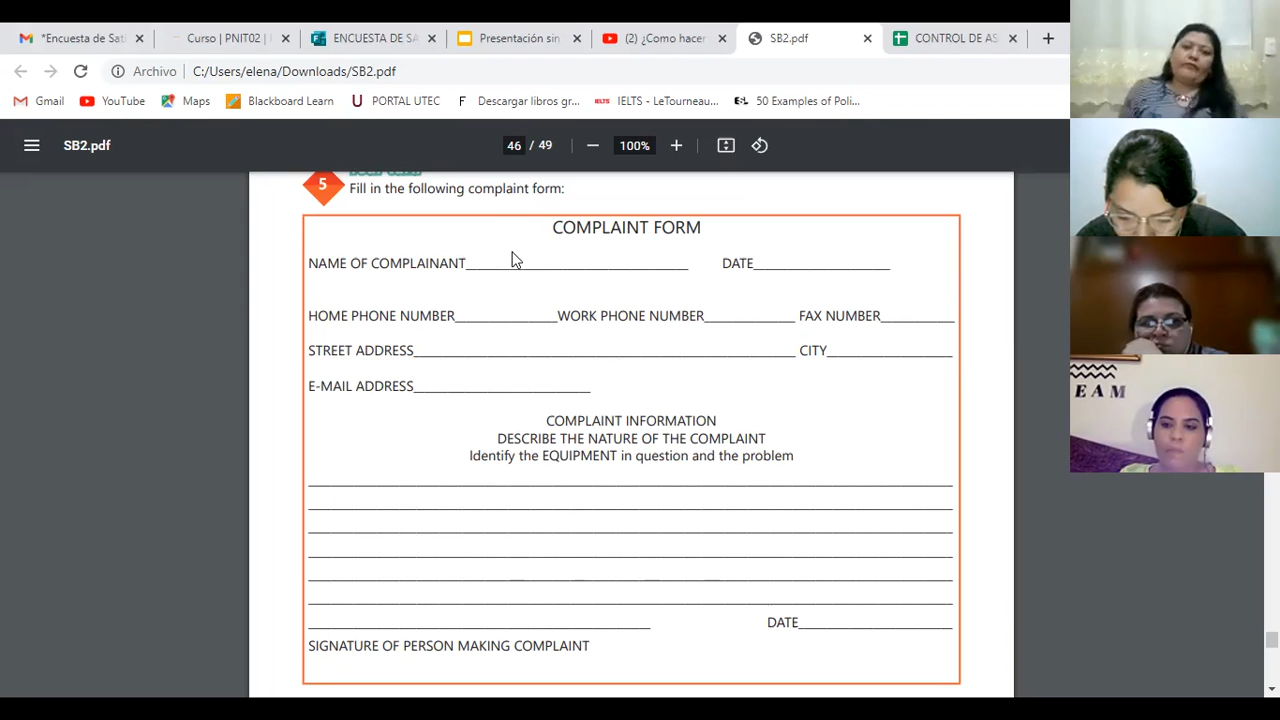 *Encuesta de Sati
Curso | PNIT02 |
ENCUESTA DE SA
Presentación sin
(2) ¿Como hacer
SB2.pdf
CONTROL DE AS
Archivo C:/Users/elena/Downloads/SB2.pdf
Gmail YouTube Maps Blackboard Learn PORTAL UTEC Descargar libros gr... IELTS - LeTourneau... 50 Examples of Poli...
SB2.pdf 46 / 49 100%
5
Fill in the following complaint form:
COMPLAINT FORM
NAME OF COMPLAINANT DATE
HOME PHONE NUMBER WORK PHONE NUMBER FAX NUMBER
STREET ADDRESS CITY
E-MAIL ADDRESS
COMPLAINT INFORMATION
DESCRIBE THE NATURE OF THE COMPLAINT
Identify the EQUIPMENT in question and the problem
DATE
SIGNATURE OF PERSON MAKING COMPLAINT
EAM